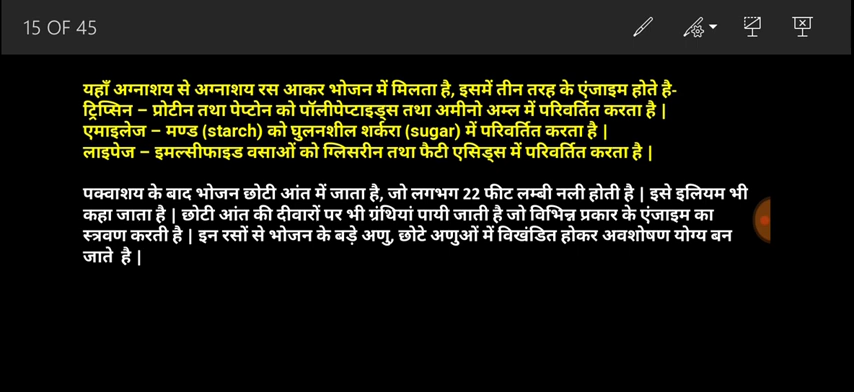 15 OF 45
यहाँ अग्नाशय से अग्नाशय रस आकर भोजन में मिलता है, इसमें तीन तरह के एंजाइम होते है-
ट्रिप्सिन – प्रोटीन तथा पेप्टोन को पॉलीपेप्टाइड्स तथा अमीनो अम्ल में परिवर्तित करता है |
एमाइलेज – मण्ड (starch) को घुलनशील शर्करा (sugar) में परिवर्तित करता है |
लाइपेज – इमल्सीफाइड वसाओं को ग्लिसरीन तथा फैटी एसिड्स में परिवर्तित करता है |
पक्वाशय के बाद भोजन छोटी आंत में जाता है, जो लगभग 22 फीट लम्बी नली होती है | इसे इलियम भी
कहा जाता है | छोटी आंत की दीवारों पर भी ग्रंथियां पायी जाती है जो विभिन्न प्रकार के एंजाइम का
स्त्रवण करती है | इन रसों से भोजन के बड़े अणु, छोटे अणुओं में विखंडित होकर अवशोषण योग्य बन
जाते है |